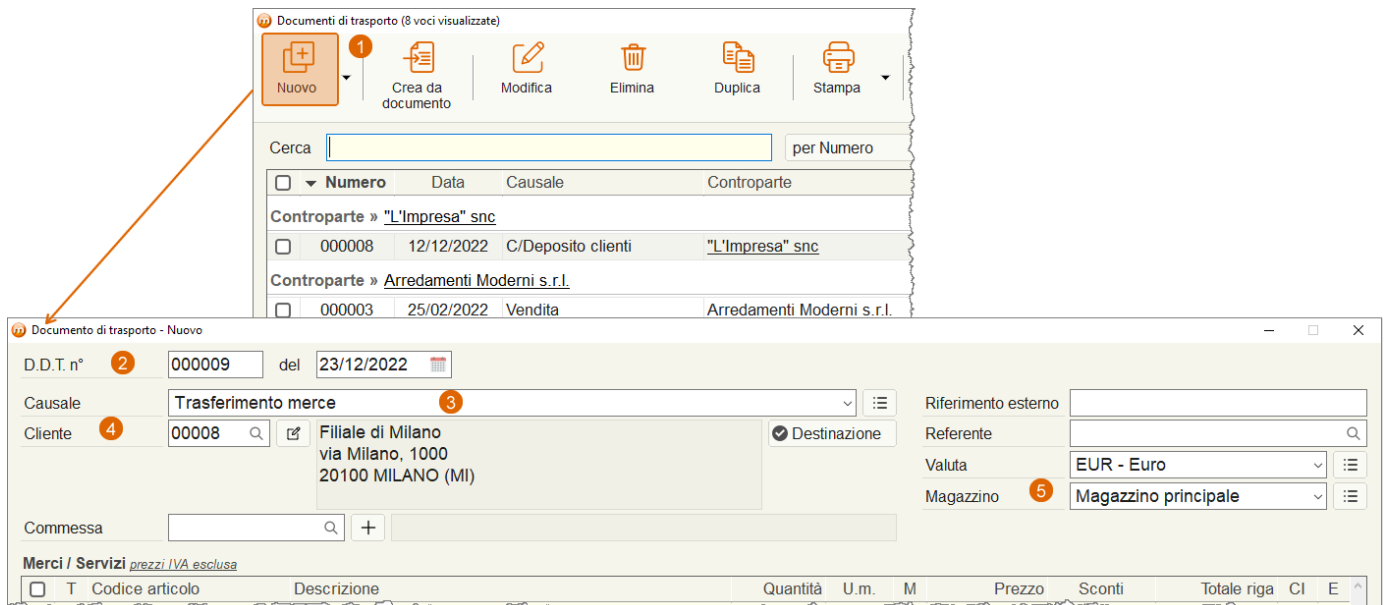 Documenti di trasporto (8 voci visualizzate)
1
Nuovo
Crea da
documento
Modifica
Elimina
Duplica
Stampa
Cerca
per Numero
Numero Data Causale Controparte
Controparte » "L'Impresa" snc
000008 12/12/2022 C/Deposito clienti "L'Impresa" snc
Controparte » Arredamenti Moderni s.r.l.
000003 25/02/2022 Vendita Arredamenti Moderni s.r.l.
Documento di trasporto - Nuovo
D.D.T. n° 2 000009 del 23/12/2022
Causale Trasferimento merce 3 Riferimento esterno
Cliente 4 00008 Filiale di Milano Destinazione Referente
via Milano, 1000
20100 MILANO (MI)
Valuta EUR - Euro
Magazzino 5 Magazzino principale
Commessa
Merci / Servizi prezzi IVA esclusa
T Codice articolo Descrizione Quantità U.m. M Prezzo Sconti Totale riga CI E